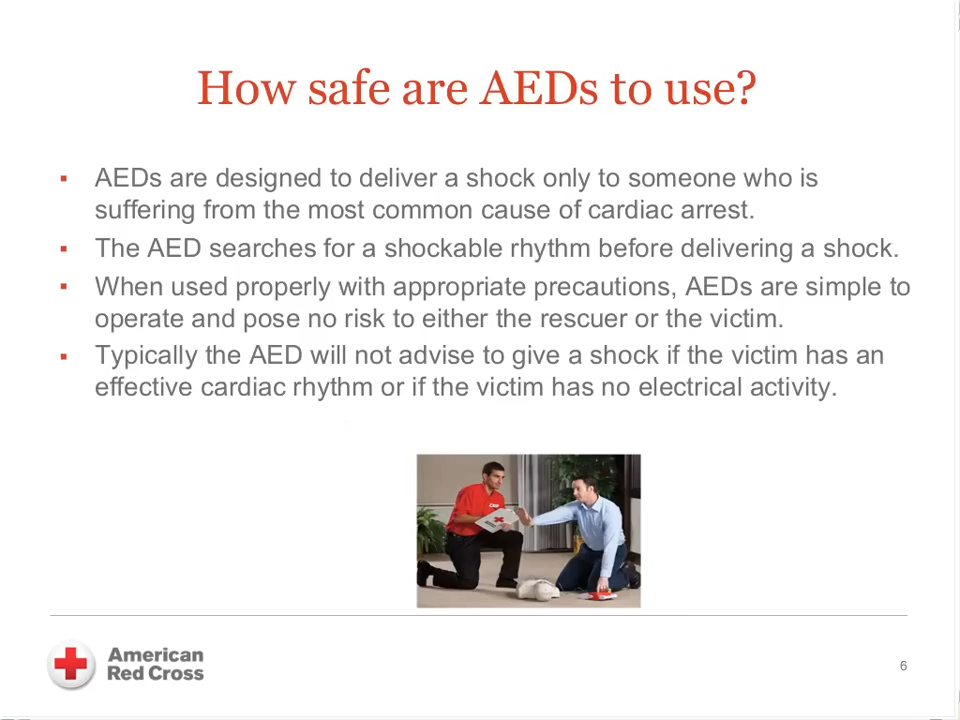 How safe are AEDs to use?
▪ AEDs are designed to deliver a shock only to someone who is
suffering from the most common cause of cardiac arrest.
▪ The AED searches for a shockable rhythm before delivering a shock.
▪ When used properly with appropriate precautions, AEDs are simple to
operate and pose no risk to either the rescuer or the victim.
▪ Typically the AED will not advise to give a shock if the victim has an
effective cardiac rhythm or if the victim has no electrical activity.
American
Red Cross
6